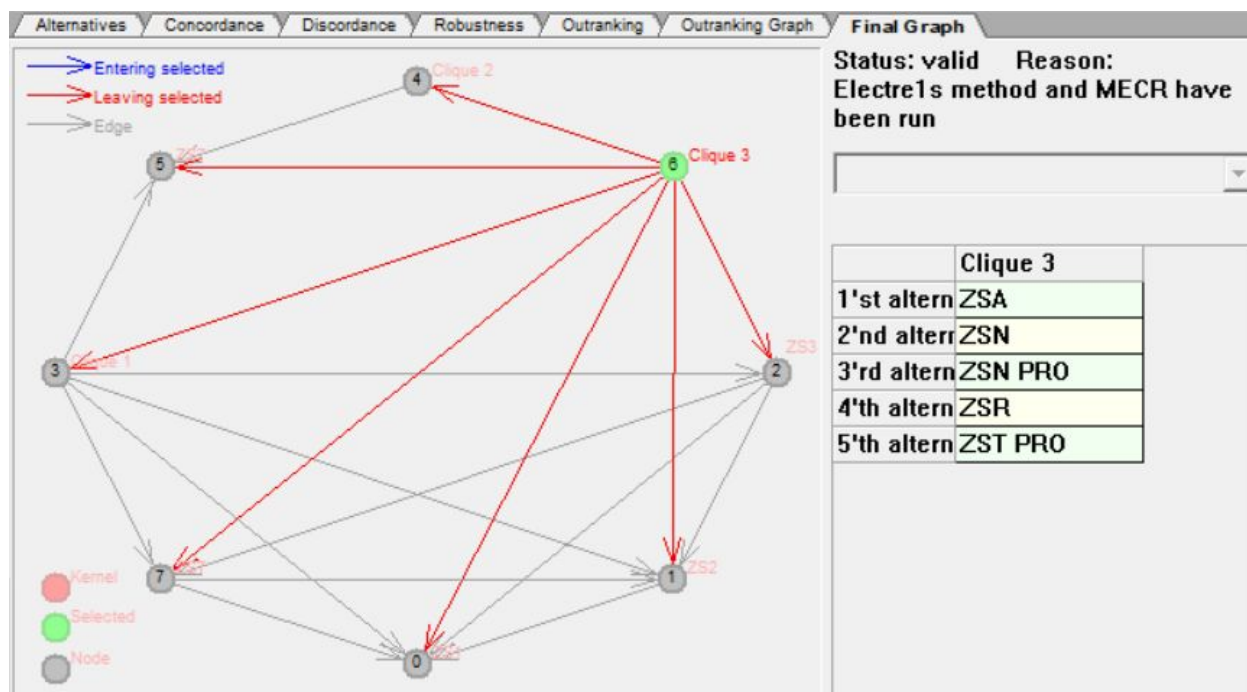 Alternatives Concordance Discordance Robustness Outranking Outranking Graph Final Graph
Entering selected
Leaving selected
Edge
4 Clique 2
5
6 Clique 3
3 Clique 1
2 ZS3
7
1 ZS2
0
Kernel
Selected
Node
Status: valid Reason:
Electre1s method and MECR have
been run
Clique 3
1'st altern ZSA
2'nd altern ZSN
3'rd altern ZSN PRO
4'th altern ZSR
5'th altern ZST PRO